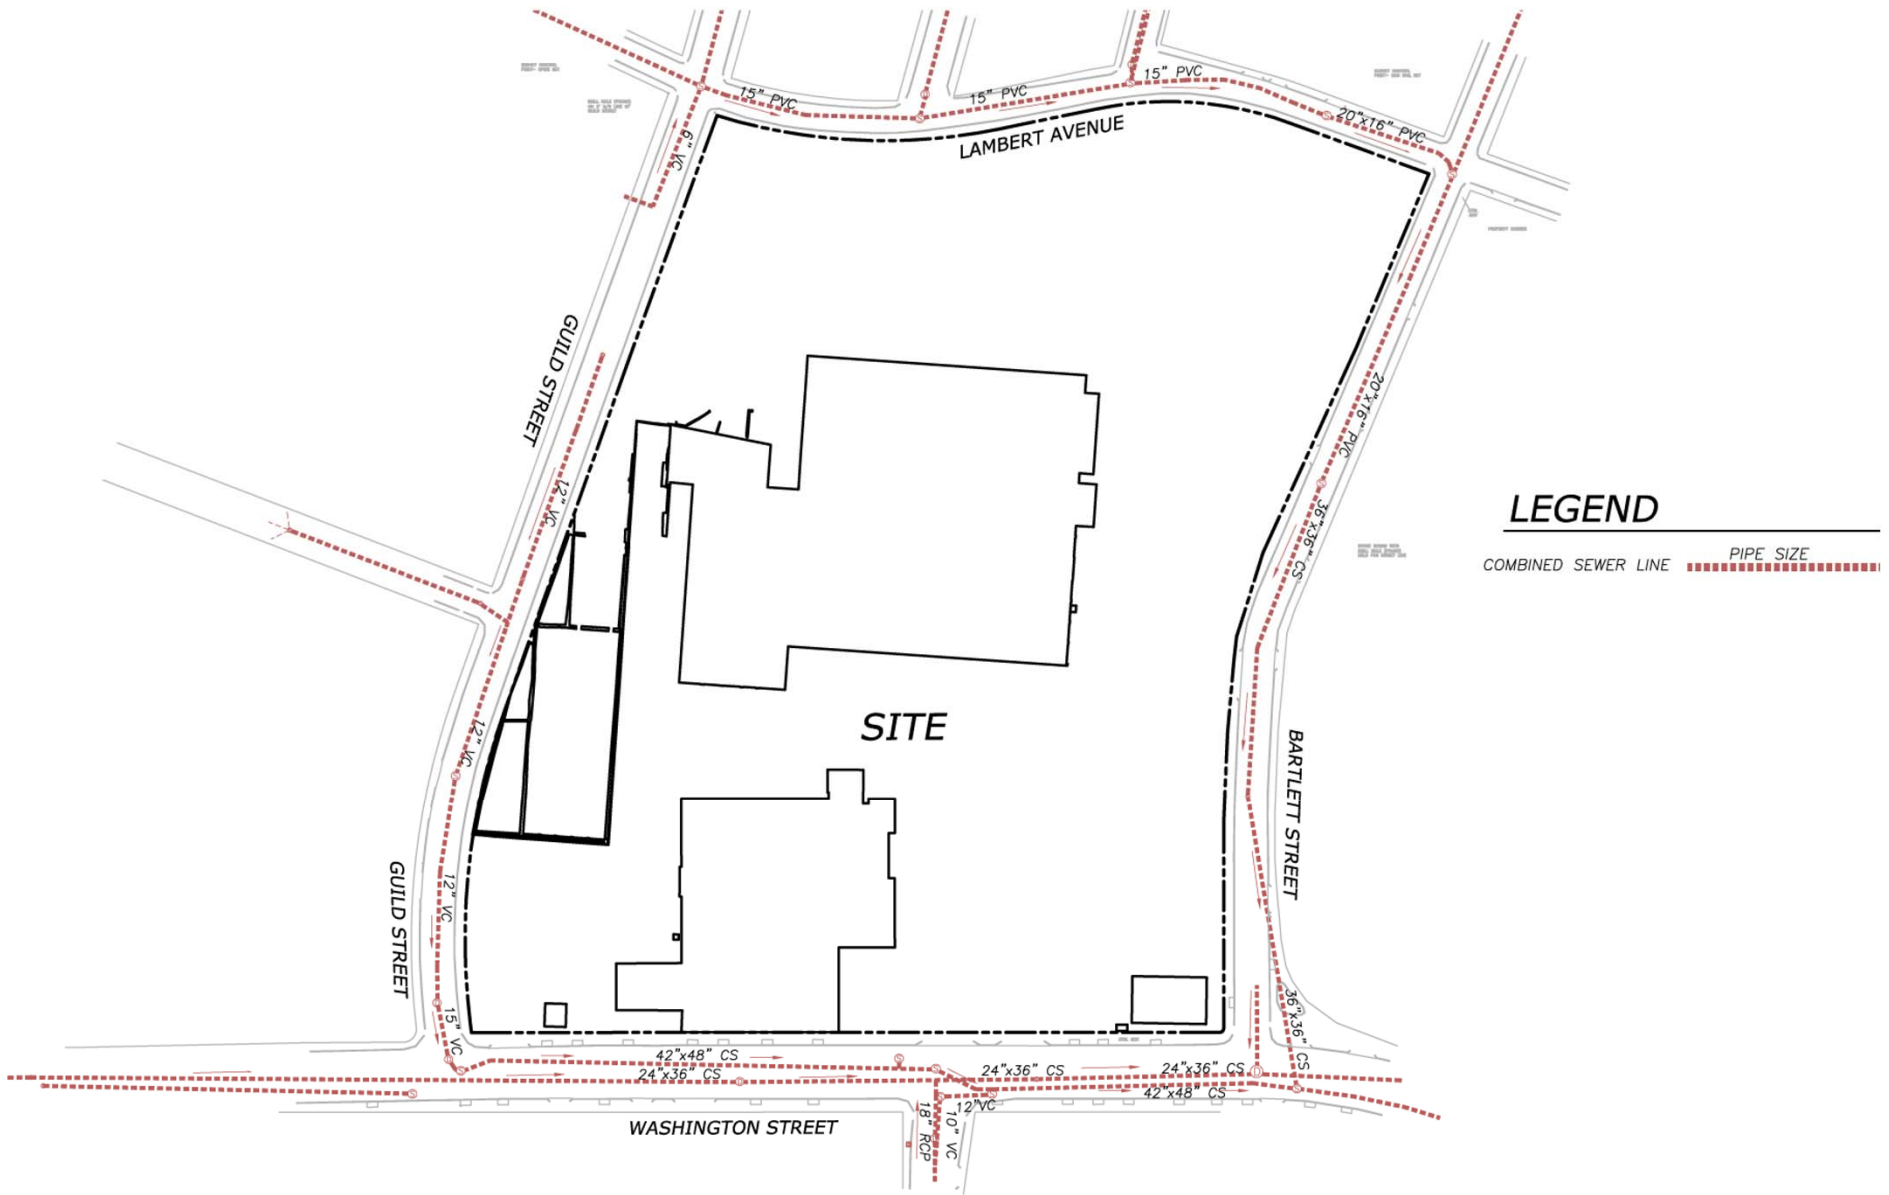 15" PVC
15" PVC
15" PVC
20"x16" PVC
LAMBERT AVENUE
6" VC
GUILD STREET
12" VC
20"x16" PVC
36"x36" CS
LEGEND
COMBINED SEWER LINE
PIPE SIZE
12" VC
SITE
BARTLETT STREET
12" VC
GUILD STREET
15" VC
36"x36" CS
42"x48" CS
24"x36" CS
24"x36" CS
24"x36" CS
42"x48" CS
12"VC
18" RCP
10" VC
WASHINGTON STREET